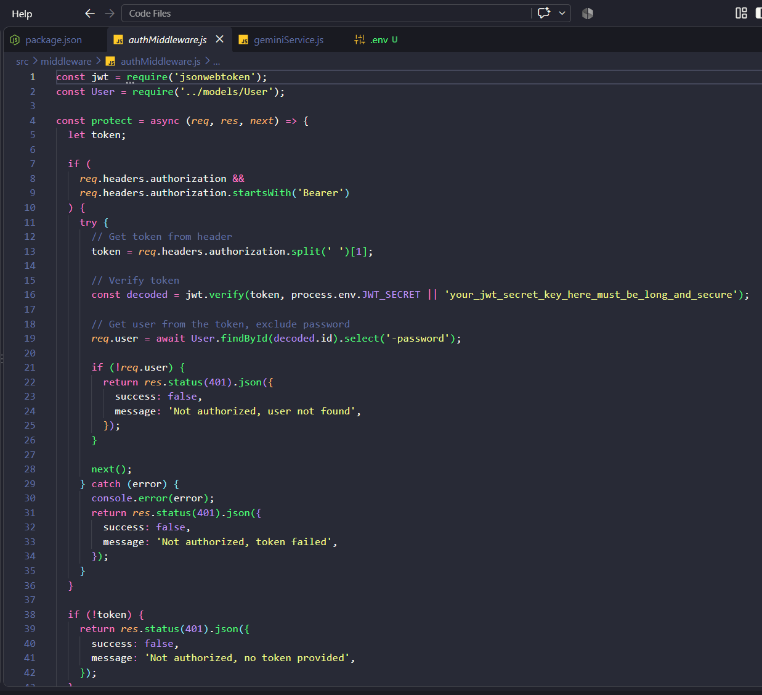 Help
Code Files
package.json
authMiddleware.js
geminiService.js
.env U
src > middleware > authMiddleware.js > ...
1 const jwt = require('jsonwebtoken');
2 const User = require('../models/User');
3
4 const protect = async (req, res, next) => {
5 let token;
6
7 if (
8 req.headers.authorization &&
9 req.headers.authorization.startsWith('Bearer')
10 ) {
11 try {
12 // Get token from header
13 token = req.headers.authorization.split(' ')[1];
14
15 // Verify token
16 const decoded = jwt.verify(token, process.env.JWT_SECRET || 'your_jwt_secret_key_here_must_be_long_and_secure');
17
18 // Get user from the token, exclude password
19 req.user = await User.findById(decoded.id).select('-password');
20
21 if (!req.user) {
22 return res.status(401).json({
23 success: false,
24 message: 'Not authorized, user not found',
25 });
26 }
27
28 next();
29 } catch (error) {
30 console.error(error);
31 return res.status(401).json({
32 success: false,
33 message: 'Not authorized, token failed',
34 });
35 }
36 }
37
38 if (!token) {
39 return res.status(401).json({
40 success: false,
41 message: 'Not authorized, no token provided',
42 });